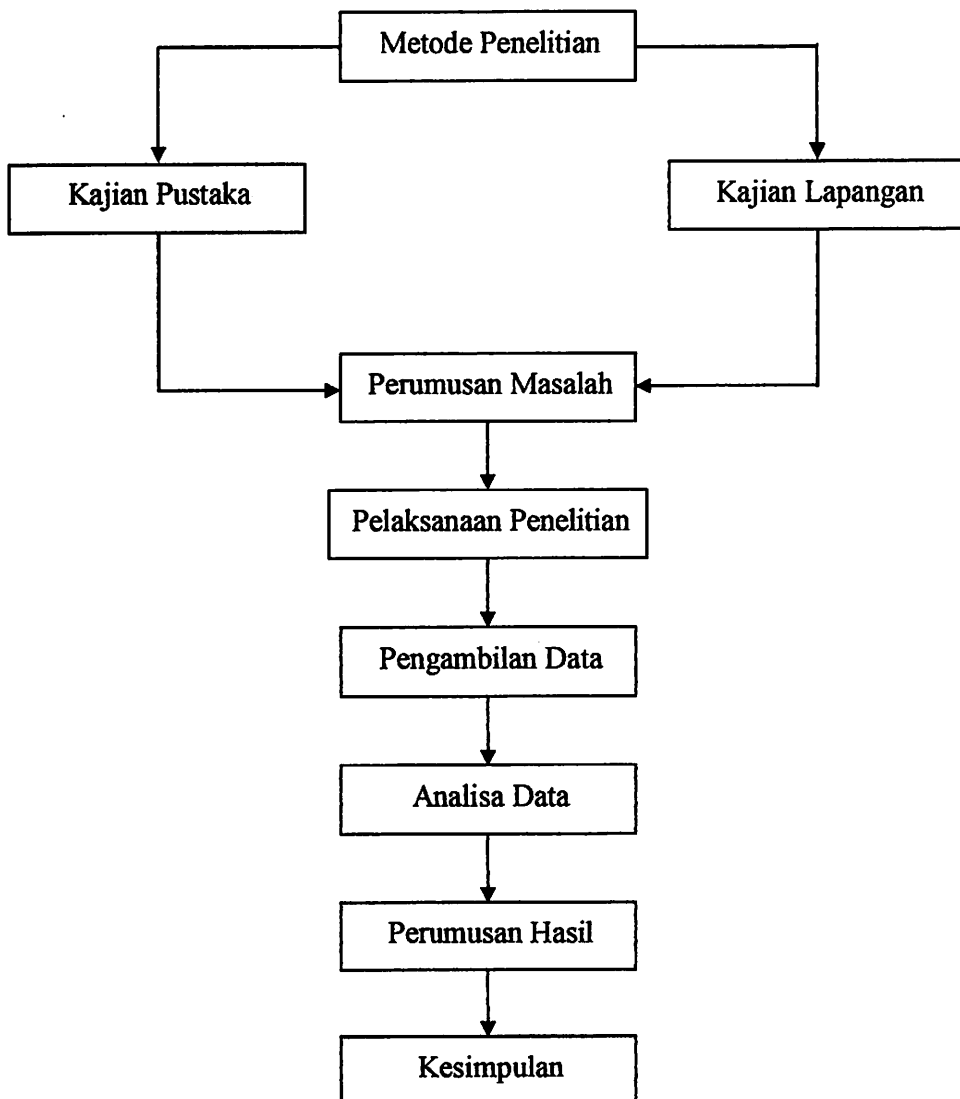 Metode Penelitian
Kajian Pustaka
Kajian Lapangan
Perumusan Masalah
Pelaksanaan Penelitian
Pengambilan Data
Analisa Data
Perumusan Hasil
Kesimpulan